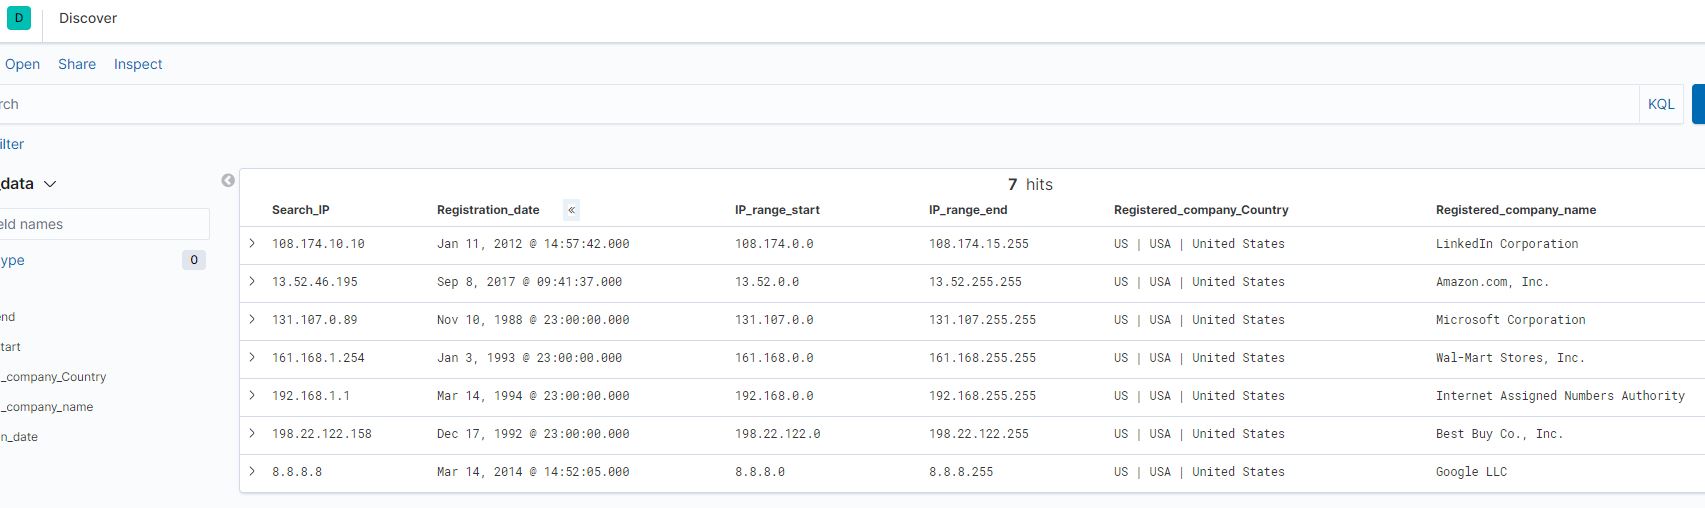 D Discover
Open Share Inspect
rch KQL
ilter
_data
7 hits
eld names
Search_IP Registration_date « IP_range_start IP_range_end Registered_company_Country Registered_company_name
> 108.174.10.10 Jan 11, 2012 @ 14:57:42.000 108.174.0.0 108.174.15.255 US | USA | United States LinkedIn Corporation
ype 0
> 13.52.46.195 Sep 8, 2017 @ 09:41:37.000 13.52.0.0 13.52.255.255 US | USA | United States Amazon.com, Inc.
end
> 131.107.0.89 Nov 10, 1988 @ 23:00:00.000 131.107.0.0 131.107.255.255 US | USA | United States Microsoft Corporation
tart
> 161.168.1.254 Jan 3, 1993 @ 23:00:00.000 161.168.0.0 161.168.255.255 US | USA | United States Wal-Mart Stores, Inc.
_company_Country
> 192.168.1.1 Mar 14, 1994 @ 23:00:00.000 192.168.0.0 192.168.255.255 US | USA | United States Internet Assigned Numbers Authority
_company_name
> 198.22.122.158 Dec 17, 1992 @ 23:00:00.000 198.22.122.0 198.22.122.255 US | USA | United States Best Buy Co., Inc.
n_date
> 8.8.8.8 Mar 14, 2014 @ 14:52:05.000 8.8.8.0 8.8.8.255 US | USA | United States Google LLC